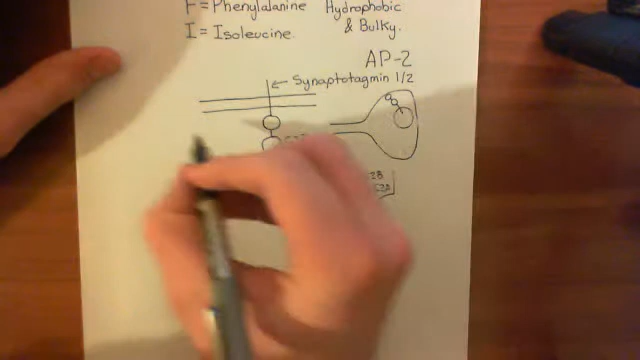 F = Phenylalanine Hydrophobic
I = Isoleucine. & Bulky.
AP-2
Synaptotagmin 1/2